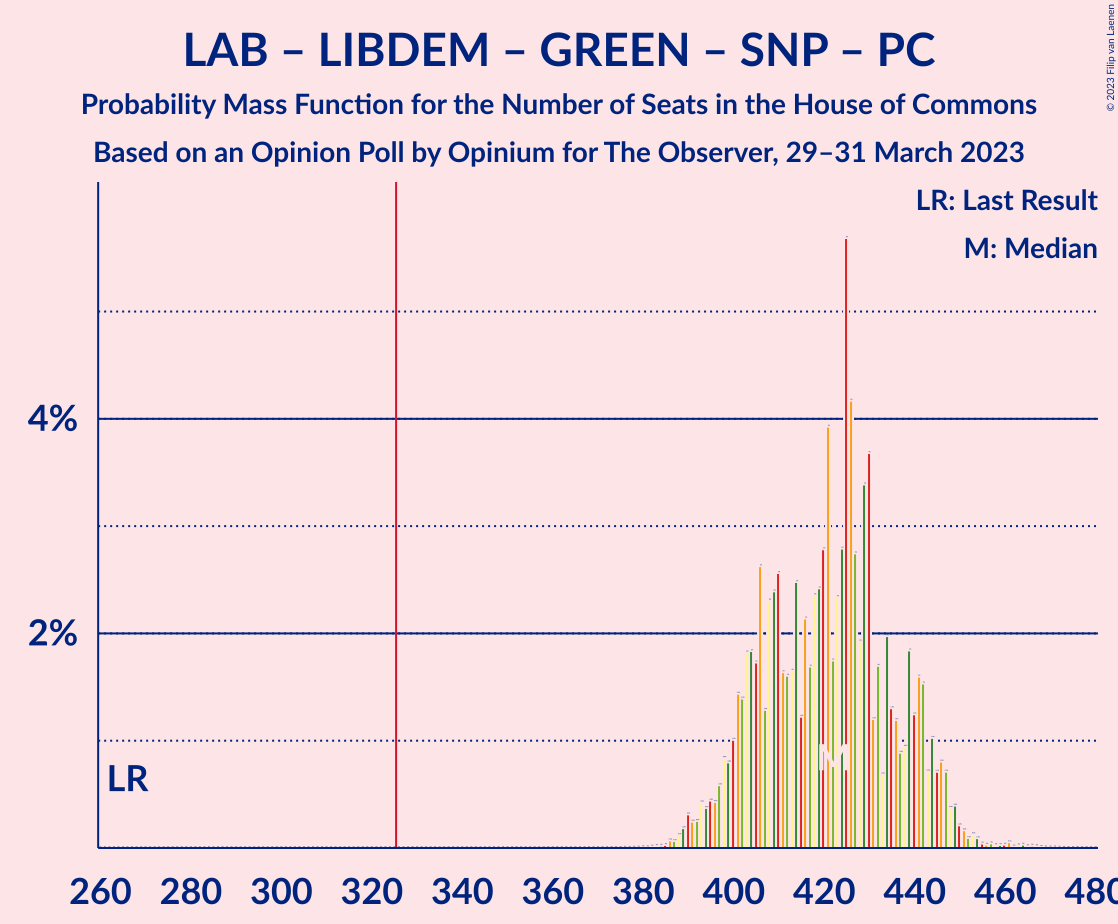 LAB – LIBDEM – GREEN – SNP – PC
Probability Mass Function for the Number of Seats in the House of Commons
Based on an Opinion Poll by Opinium for The Observer, 29–31 March 2023
© 2023 Filip van Laenen
LR: Last Result
M: Median
4%
2%
LR
M
260 280 300 320 340 360 380 400 420 440 460 480